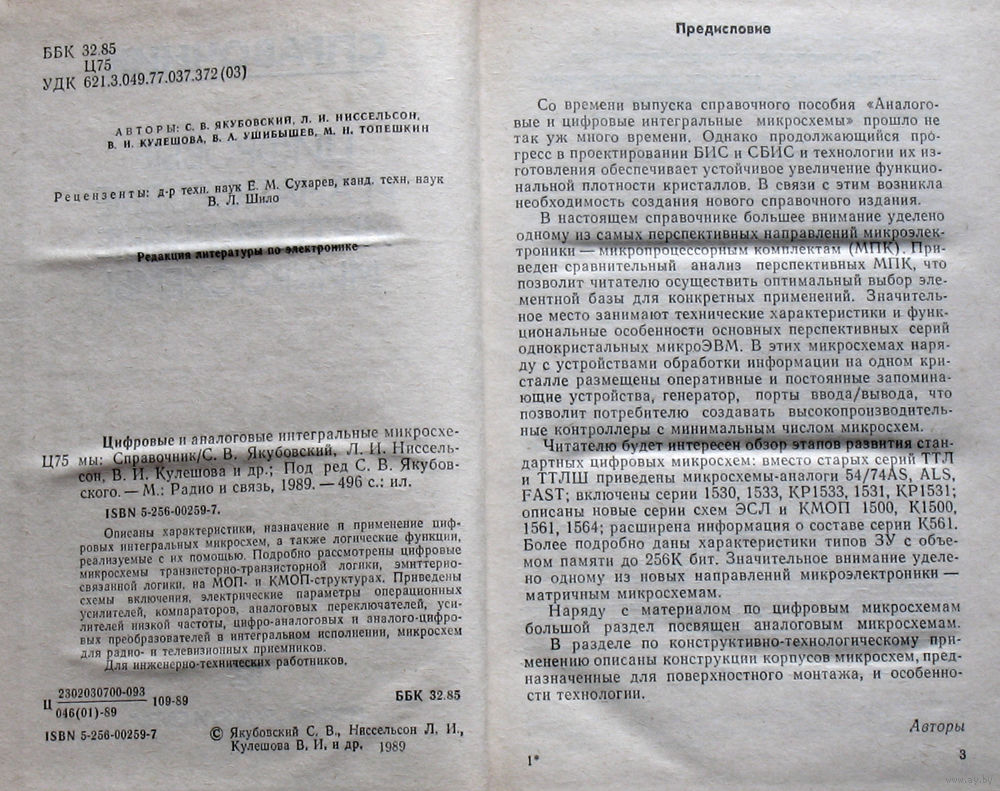 ББК 32.85
Ц75
УДК 621.3.049.77.037.372(03)
АВТОРЫ: С. В. ЯКУБОВСКИЙ, Л. И. НИССЕЛЬСОН,
В. И. КУЛЕШОВА, В. А. УШИБЫШЕВ, М. Н. ТОПЕШКИН
Рецензенты: д-р техн. наук Е. М. Сухарев, канд. техн, наук
В. Л. Шило
Редакция литературы по электронике
Цифровые и аналоговые интегральные микросхе-
Ц75 мы: Справочник/С. В. Якубовский, Л. И. Ниссель-
сон, В. И. Кулешова и др.; Под ред С. В. Якубов-
ского. — М.: Радио и связь, 1989. — 496 с.: ил.
ISBN 5-256-00259-7.
Описаны характеристики, назначение и применение циф-
ровых интегральных микросхем, а также логические функции,
реализуемые с их помощью. Подробно рассмотрены цифровые
микросхемы транзисторно-транзисторной логики, эмиттерно-
связанной логики, на МОП- и КМОП-структурах. Приведены
схемы включения, электрические параметры операционных
усилителей, компараторов, аналоговых переключателей, уси-
лителей низкой частоты, цифро-аналоговых и аналого-цифро-
вых преобразователей в интегральном исполнении, микросхем
для радио- и телевизионных приемников.
Для инженерно-технических работников.
Ц 2302030700-093
046(01)-89 109-89
ББК 32.85
ISBN 5-256-00259-7
© Якубовский С. В., Ниссельсон Л. И.,
Кулешова В, И, и др. 1989
Предисловие
Со времени выпуска справочного пособия «Аналого-
вые и цифровые интегральные микросхемы» прошло не
так уж много времени. Однако продолжающийся про-
гресс в проектировании БИС и СБИС и технологии их из-
готовления обеспечивает устойчивое увеличение функцио-
нальной плотности кристаллов. В связи с этим возникла
необходимость создания нового справочного издания.
В настоящем справочнике большее внимание уделено
одному из самых перспективных направлений микроэлек-
троники — микропроцессорным комплектам (МПК). При-
веден сравнительный анализ перспективных МПК, что
позволит читателю осуществить оптимальный выбор эле-
ментной базы для конкретных применений. Значитель-
ное место занимают технические характеристики и функ-
циональные особенности основных перспективных серий
однокристальных микроЭВМ. В этих микросхемах наря-
ду с устройствами обработки информации на одном кри-
сталле размещены оперативные и постоянные запоминаю-
щие устройства, генератор, порты ввода/вывода, что
позволит потребителю создавать высокопроизводитель-
ные контроллеры с минимальным числом микросхем.
Читателю будет интересен обзор этапов развития стан-
дартных цифровых микросхем: вместо старых серий ТТЛ
и ТТЛШ приведены микросхемы-аналоги 54/74AS, ALS,
FAST; включены серии 1530, 1533, КР1533, 1531, КР1531;
описаны новые серии схем ЭСЛ и КМОП 1500, К1500,
1561, 1564; расширена информация о составе серии К561.
Более подробно даны характеристики типов ЗУ с объе-
мом памяти до 256К бит. Значительное внимание уделе-
но одному из новых направлений микроэлектроники —
матричным микросхемам.
Наряду с материалом по цифровым микросхемам
большой раздел посвящен аналоговым микросхемам.
В разделе по конструктивно-технологическому при-
менению описаны конструкции корпусов микросхем, пред-
назначенные для поверхностного монтажа, и особеннос-
ти технологии.
Авторы
1*
3
www.ay.by